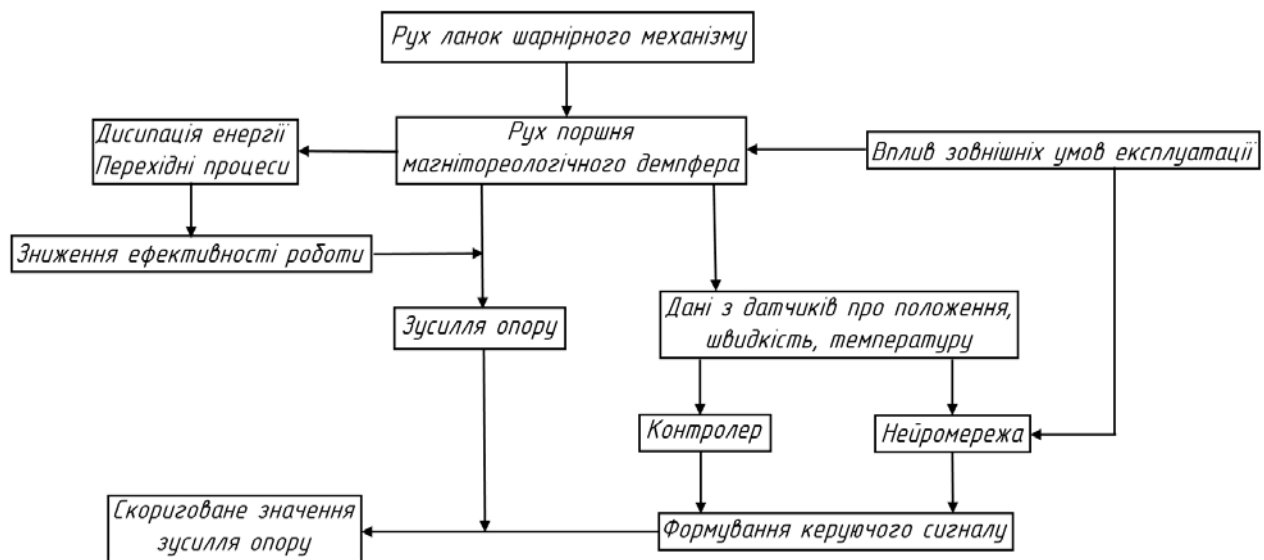 Рух ланок шарнірного механізму
Дисипація енергії
Перехідні процеси
Рух поршня
магнітореологічного демпфера
Вплив зовнішніх умов експлуатації
Зниження ефективності роботи
Зусилля опору
Дані з датчиків про положення,
швидкість, температуру
Контролер
Нейромережа
Скориговане значення
зусилля опору
Формування керуючого сигналу